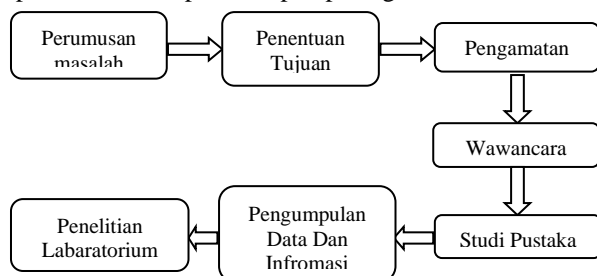 Perumusan
masalah
Penentuan
Tujuan
Pengamatan
Wawancara
Studi Pustaka
Pengumpulan
Data Dan
Infromasi
Penelitian
Labaratorium